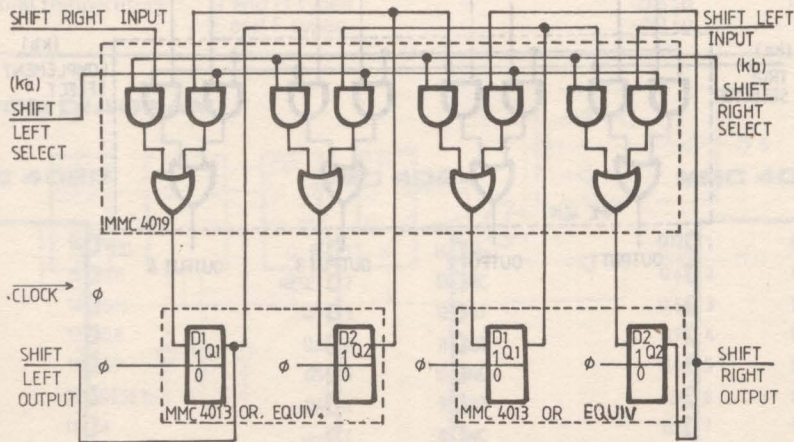 SHIFT RIGHT INPUT
SHIFT LEFT
INPUT
(ka)
(kb)
SHIFT
LEFT
SELECT
SHIFT
RIGHT
SELECT
MMC 4019
CLOCK
ϕ
D1
Q1
1
0
ϕ
D2
Q2
1
0
ϕ
D1
Q1
1
0
ϕ
D2
Q2
1
0
ϕ
SHIFT
LEFT
OUTPUT
SHIFT
RIGHT
OUTPUT
MMC 4013 OR. EQUIV.
MMC 4013 OR EQUIV